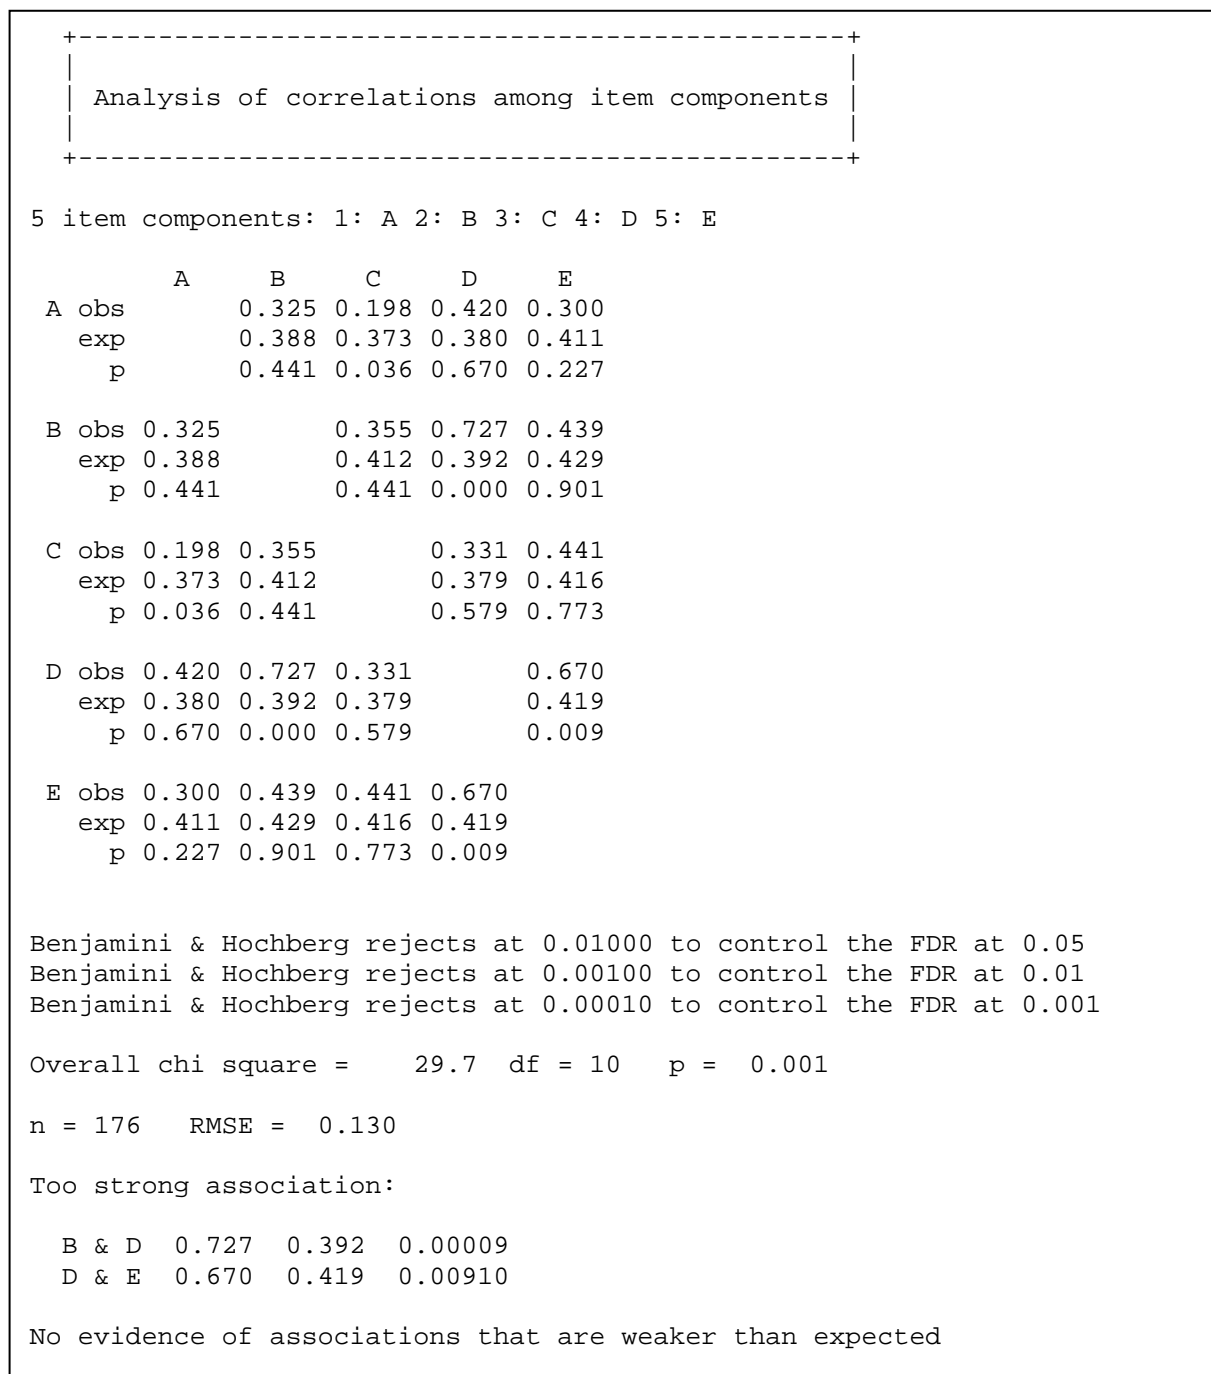 +------------------------------------------------+
|                                                |
| Analysis of correlations among item components |
|                                                |
+------------------------------------------------+
5 item components: 1: A 2: B 3: C 4: D 5: E
A B C D E
A obs 0.325 0.198 0.420 0.300
exp 0.388 0.373 0.380 0.411
p 0.441 0.036 0.670 0.227
B obs 0.325 0.355 0.727 0.439
exp 0.388 0.412 0.392 0.429
p 0.441 0.441 0.000 0.901
C obs 0.198 0.355 0.331 0.441
exp 0.373 0.412 0.379 0.416
p 0.036 0.441 0.579 0.773
D obs 0.420 0.727 0.331 0.670
exp 0.380 0.392 0.379 0.419
p 0.670 0.000 0.579 0.009
E obs 0.300 0.439 0.441 0.670
exp 0.411 0.429 0.416 0.419
p 0.227 0.901 0.773 0.009
Benjamini & Hochberg rejects at 0.01000 to control the FDR at 0.05
Benjamini & Hochberg rejects at 0.00100 to control the FDR at 0.01
Benjamini & Hochberg rejects at 0.00010 to control the FDR at 0.001
Overall chi square = 29.7 df = 10 p = 0.001
n = 176 RMSE = 0.130
Too strong association:
B & D 0.727 0.392 0.00009
D & E 0.670 0.419 0.00910
No evidence of associations that are weaker than expected